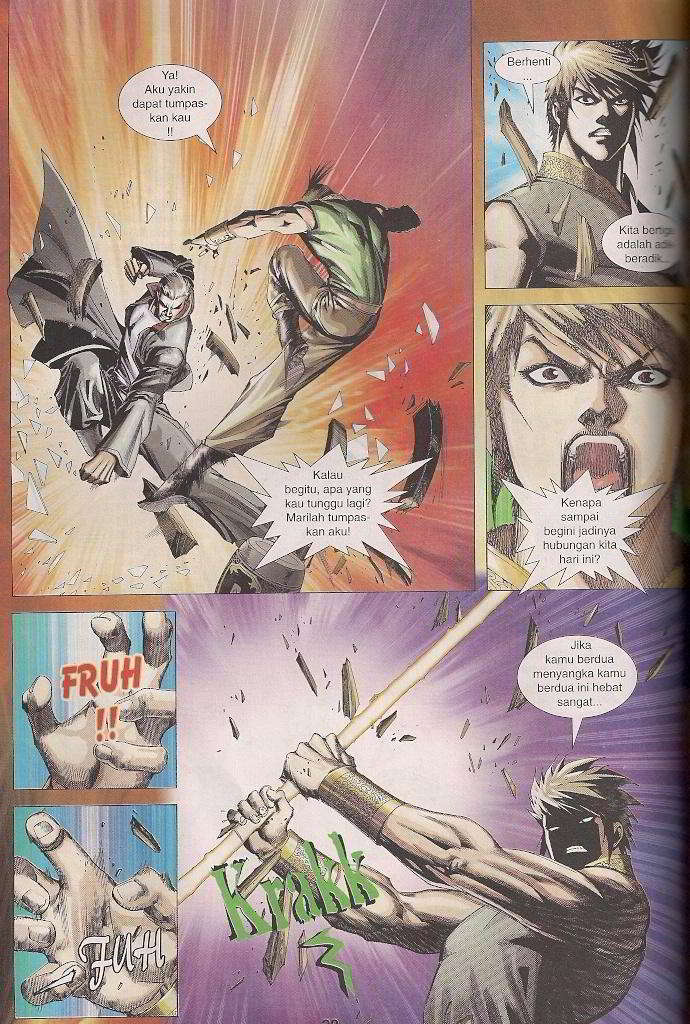 Ya!
Aku yakin
dapat tumpas-
kan kau
!!
Kalau
begitu, apa yang
kau tunggu lagi?
Marilah tumpas-
kan aku!
Berhenti
...
Kita
adalah
beradik...
Kenapa
sampai
begini jadinya
hubungan kita
hari ini?
FRUH
!!
FUH
Jika
kamu berdua
menyangka kamu
berdua ini hebat
sangat...
Krakk